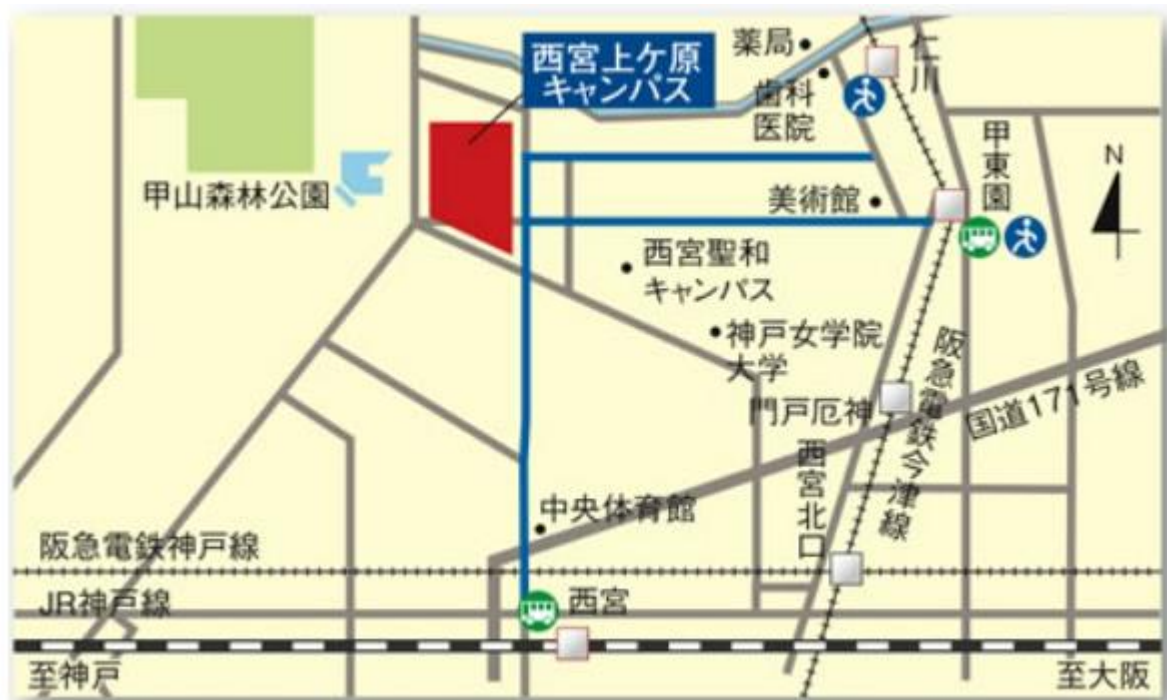 西宮上ケ原
キャンパス
薬局
仁川
歯科
医院
甲東園
N
甲山森林公園
美術館
西宮聖和
キャンパス
神戸女学院
大学
門戸厄神
阪急電鉄今津線
国道171号線
西宮北口
中央体育館
阪急電鉄神戸線
JR神戸線
西宮
至神戸
至大阪